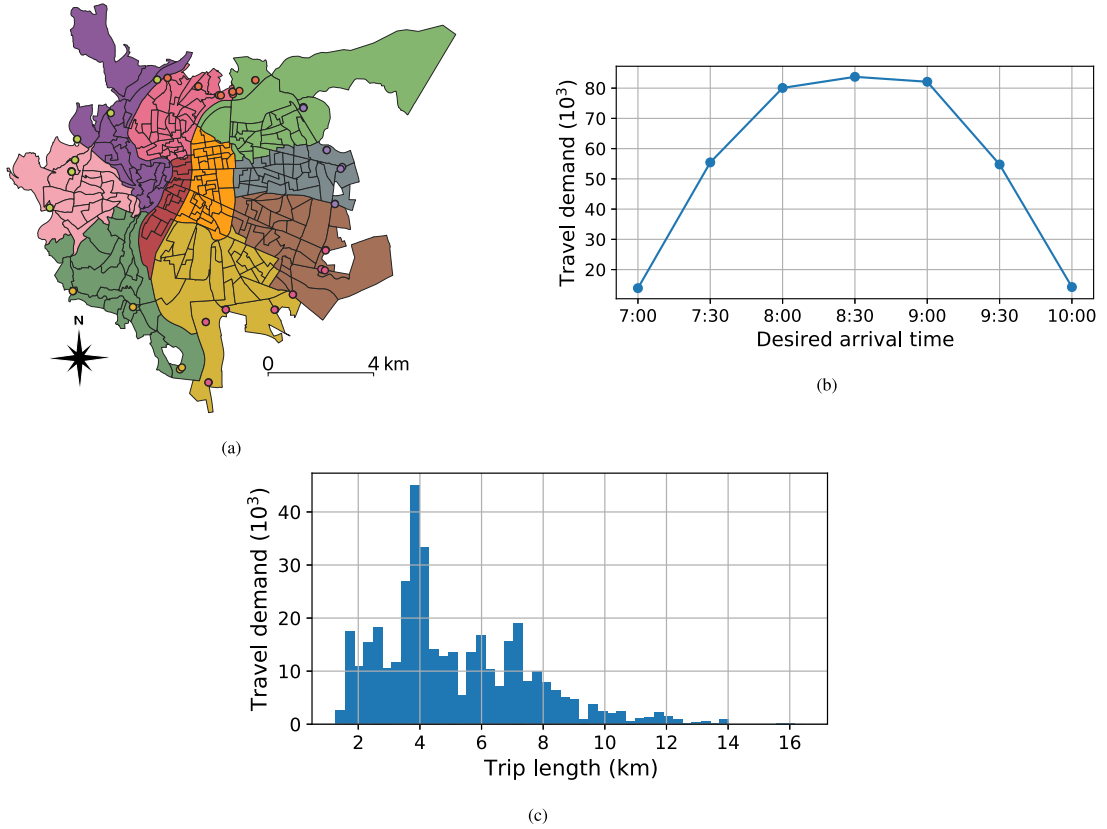 N
0 4 km
(a)
Travel demand (10³)
80
70
60
50
40
30
20
7:00 7:30 8:00 8:30 9:00 9:30 10:00
Desired arrival time
(b)
Travel demand (10³)
40
30
20
10
0
2 4 6 8 10 12 14 16
Trip length (km)
(c)